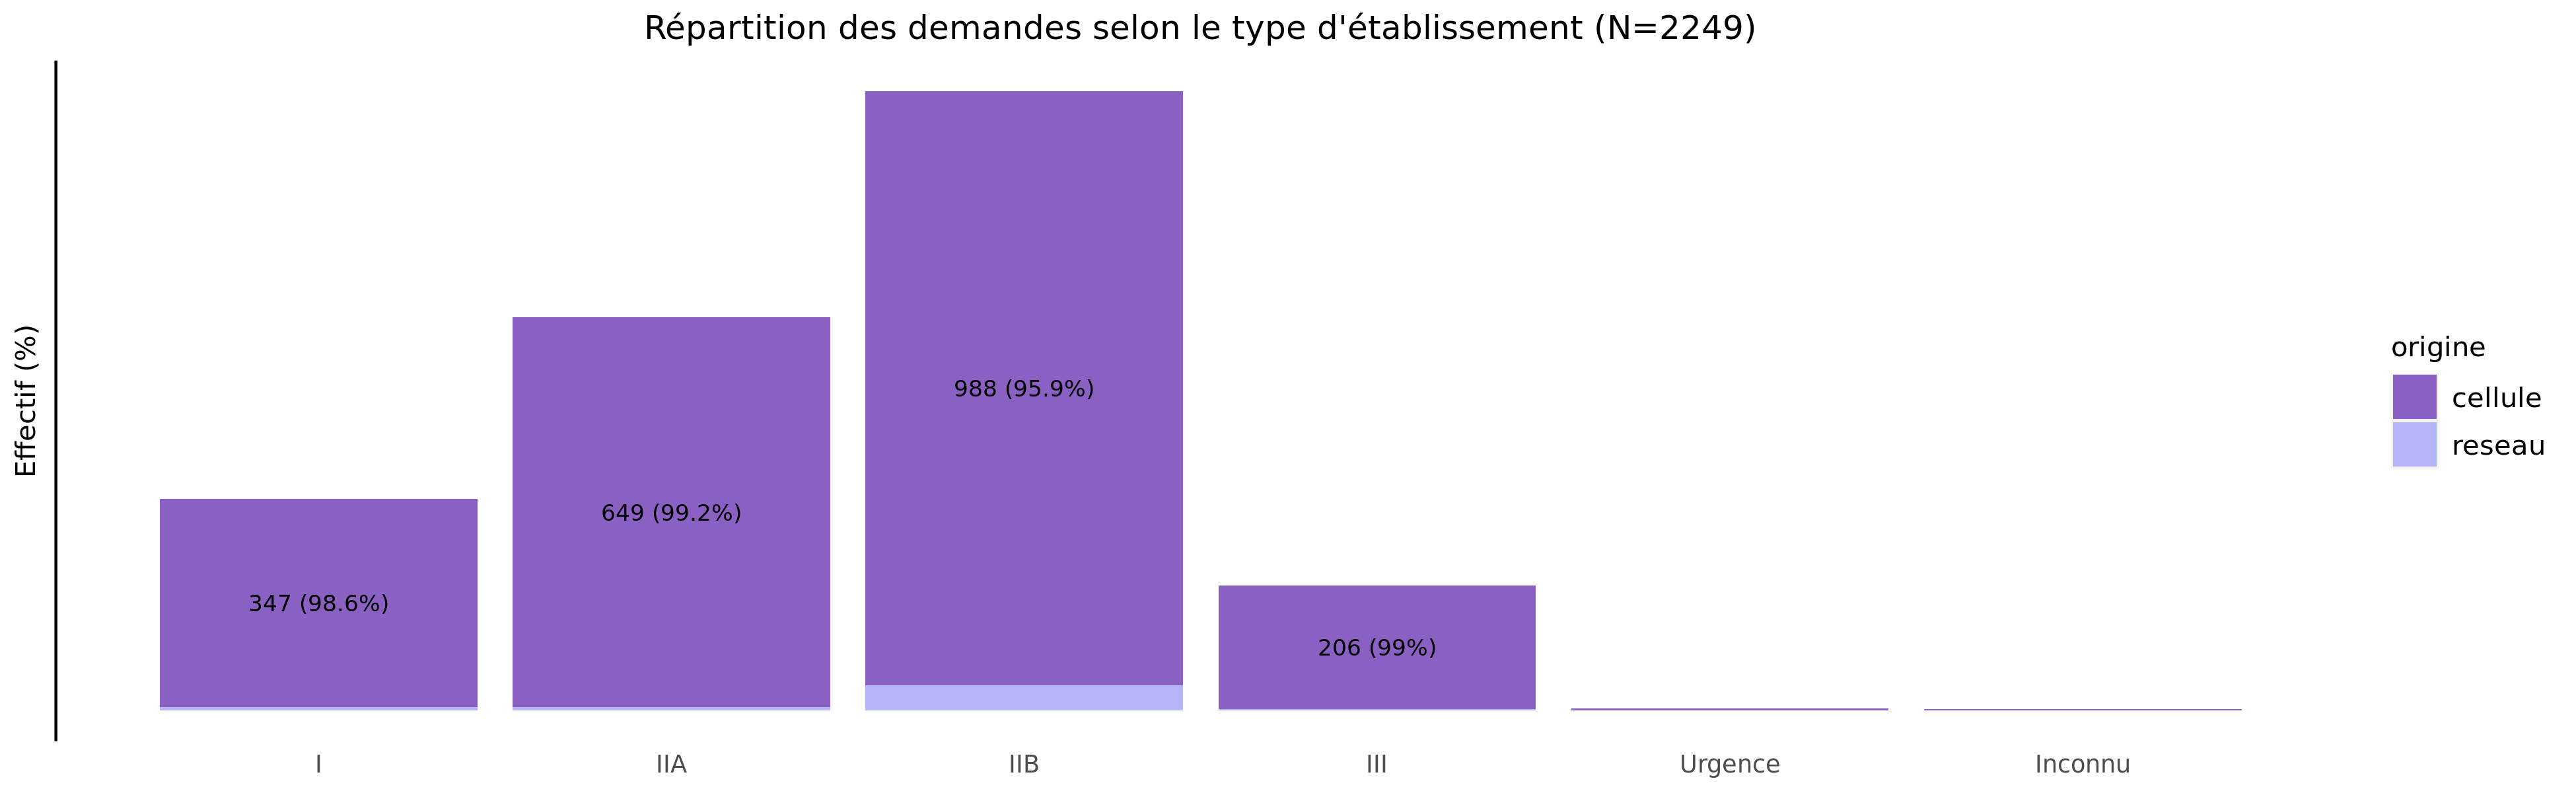 Répartition des demandes selon le type d'établissement (N=2249)
Effectif (%)
988 (95.9%)
649 (99.2%)
347 (98.6%)
206 (99%)
I
IIA
IIB
III
Urgence
Inconnu
origine
cellule
reseau